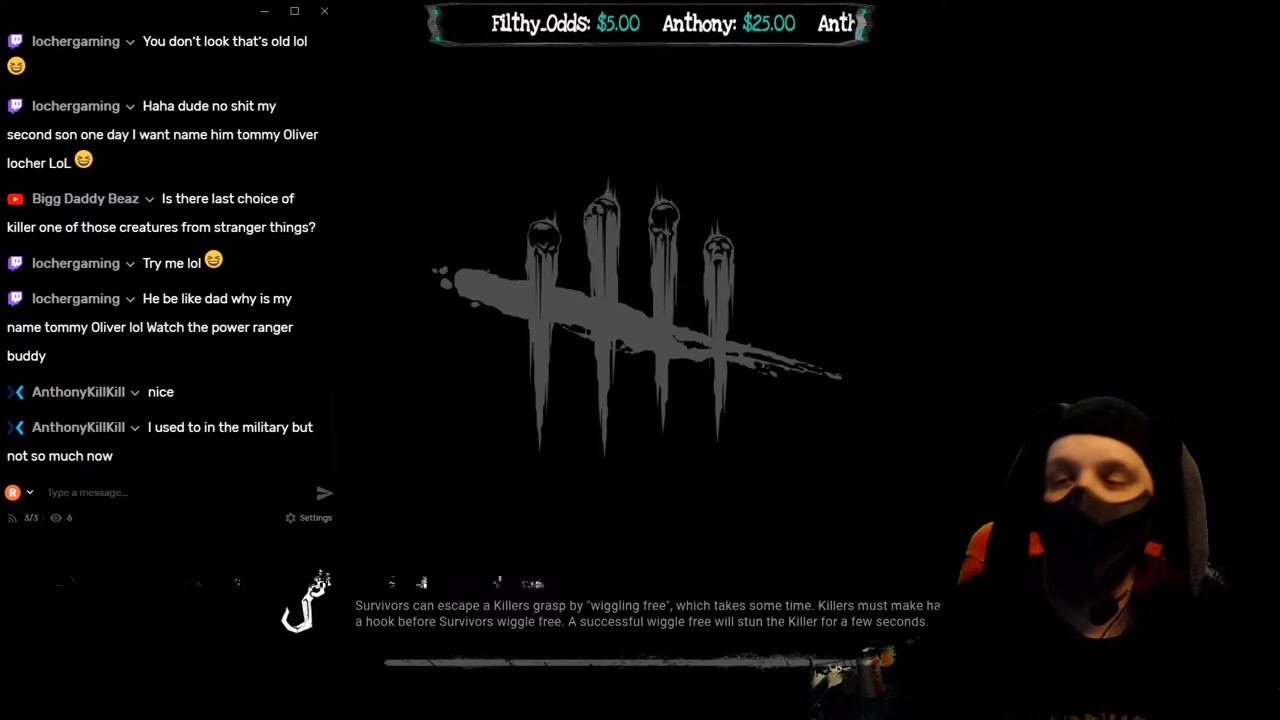 Filthy_Odds: $5.00 Anthony: $25.00 Anth
lochergaming You don't look that's old lol
lochergaming Haha dude no shit my
second son one day I want name him tommy Oliver
locher LoL
Bigg Daddy Beaz Is there last choice of
killer one of those creatures from stranger things?
lochergaming Try me lol
lochergaming He be like dad why is my
name tommy Oliver lol Watch the power ranger
buddy
AnthonyKillKill nice
AnthonyKillKill I used to in the military but
not so much now
R Type a message...
3/3 6 Settings
Survivors can escape a Killers grasp by "wiggling free", which takes some time. Killers must make ha
a hook before Survivors wiggle free. A successful wiggle free will stun the Killer for a few seconds.